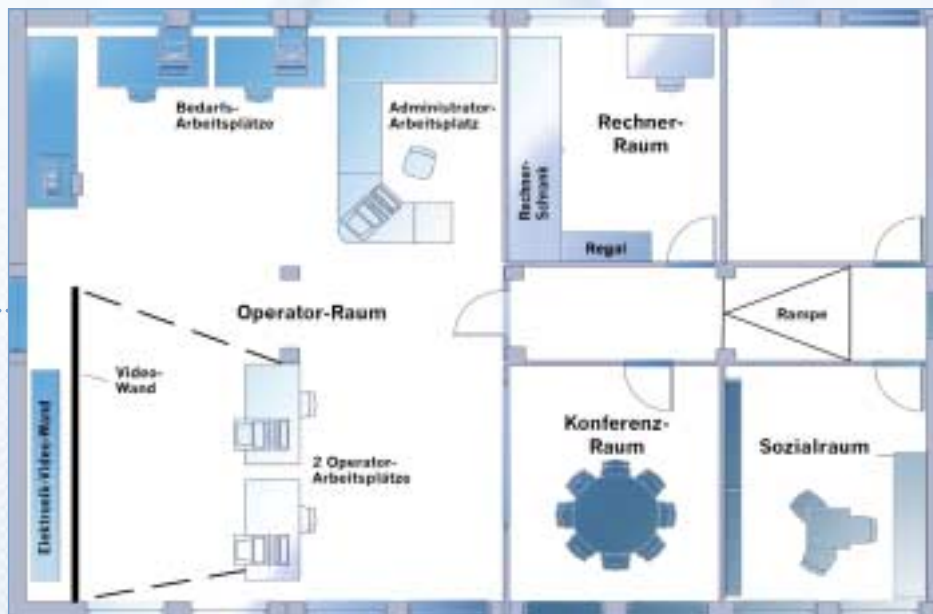 Bedarfs-
Arbeitsplätze
Administrator-
Arbeitsplatz
Rechner-
Raum
Rechner-
Schrank
Regal
Operator-Raum
Rampe
Video-
Wand
Elektronik-Video-Wand
2 Operator-
Arbeitsplätze
Konferenz-
Raum
Sozialraum